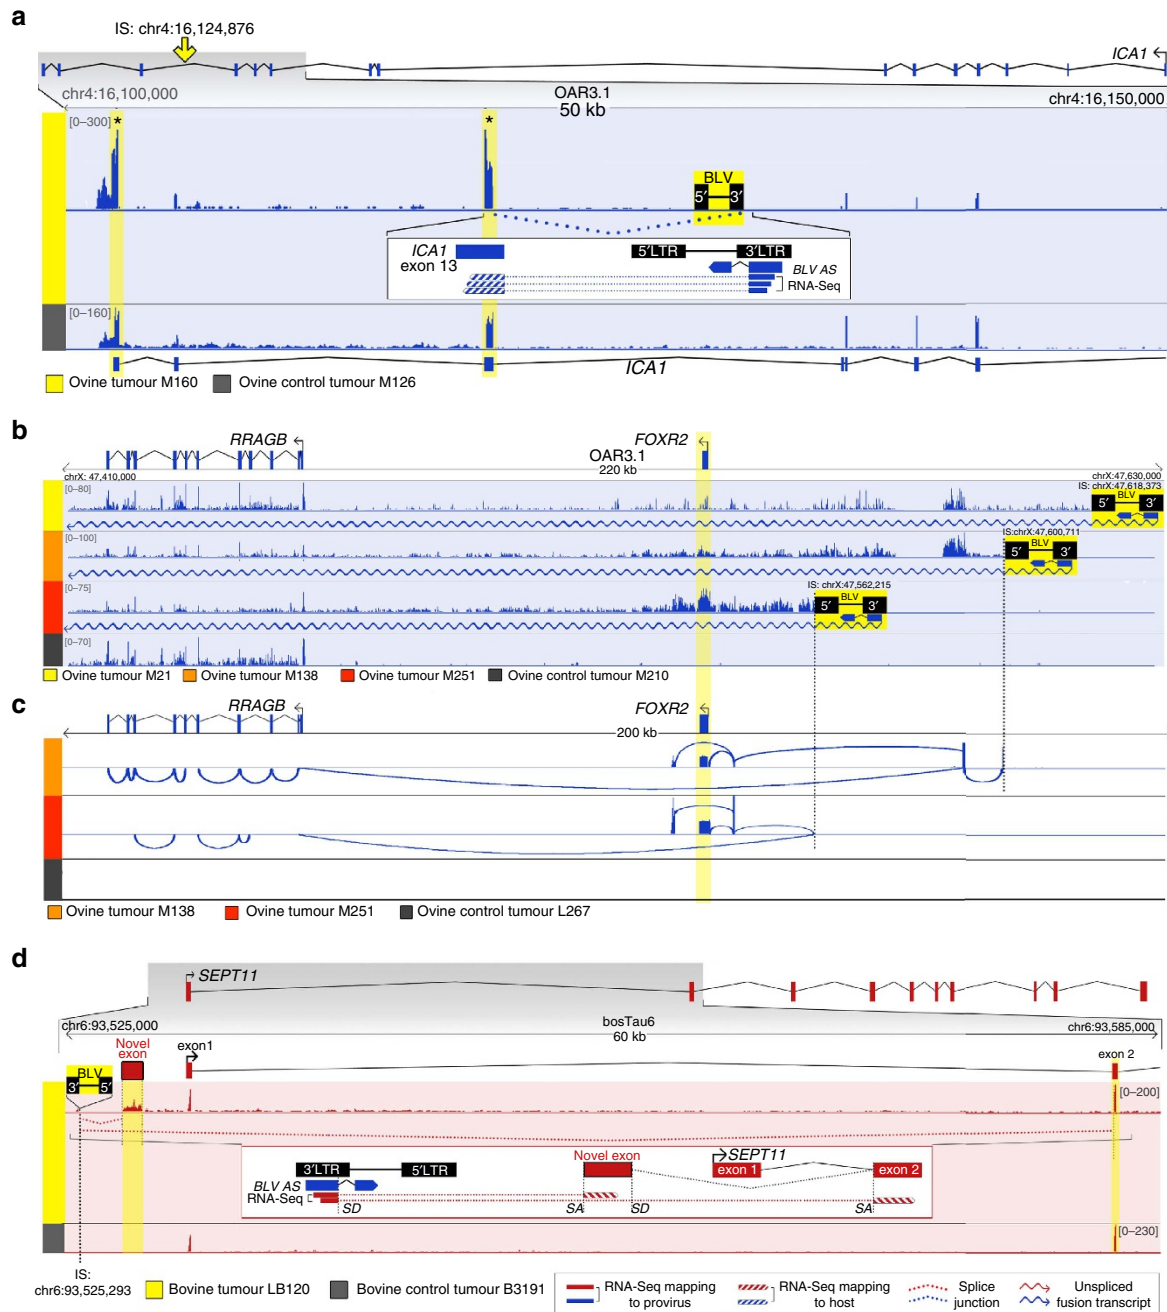 a
IS: chr4:16,124,876
ICA1
chr4:16,100,000
OAR3.1
50 kb
chr4:16,150,000
[0–300]
*
*
BLV
5′
3′
ICA1
exon 13
5′LTR
3′LTR
BLV AS
RNA-Seq
[0–160]
ICA1
Ovine tumour M160
Ovine control tumour M126
b
RRAGB
FOXR2
OAR3.1
220 kb
chrX: 47,410,000
chrX:47,630,000
IS: chrX:47,618,373
[0–80]
BLV
5′
3′
[0–100]
IS:chrX:47,600,711
BLV
5′
3′
[0–75]
IS: chrX:47,562,215
BLV
5′
3′
[0–70]
Ovine tumour M21
Ovine tumour M138
Ovine tumour M251
Ovine control tumour M210
c
RRAGB
FOXR2
200 kb
Ovine tumour M138
Ovine tumour M251
Ovine control tumour L267
d
SEPT11
chr6:93,525,000
bosTau6
60 kb
chr6:93,585,000
Novel
exon
exon1
exon 2
BLV
3′
5′
[0–200]
3′LTR
5′LTR
Novel exon
SEPT11
exon 1
exon 2
BLV AS
RNA-Seq
SD
SA
SD
SA
[0–230]
IS:
chr6:93,525,293
Bovine tumour LB120
Bovine control tumour B3191
RNA-Seq mapping
to provirus
RNA-Seq mapping
to host
Splice
junction
Unspliced
fusion transcript